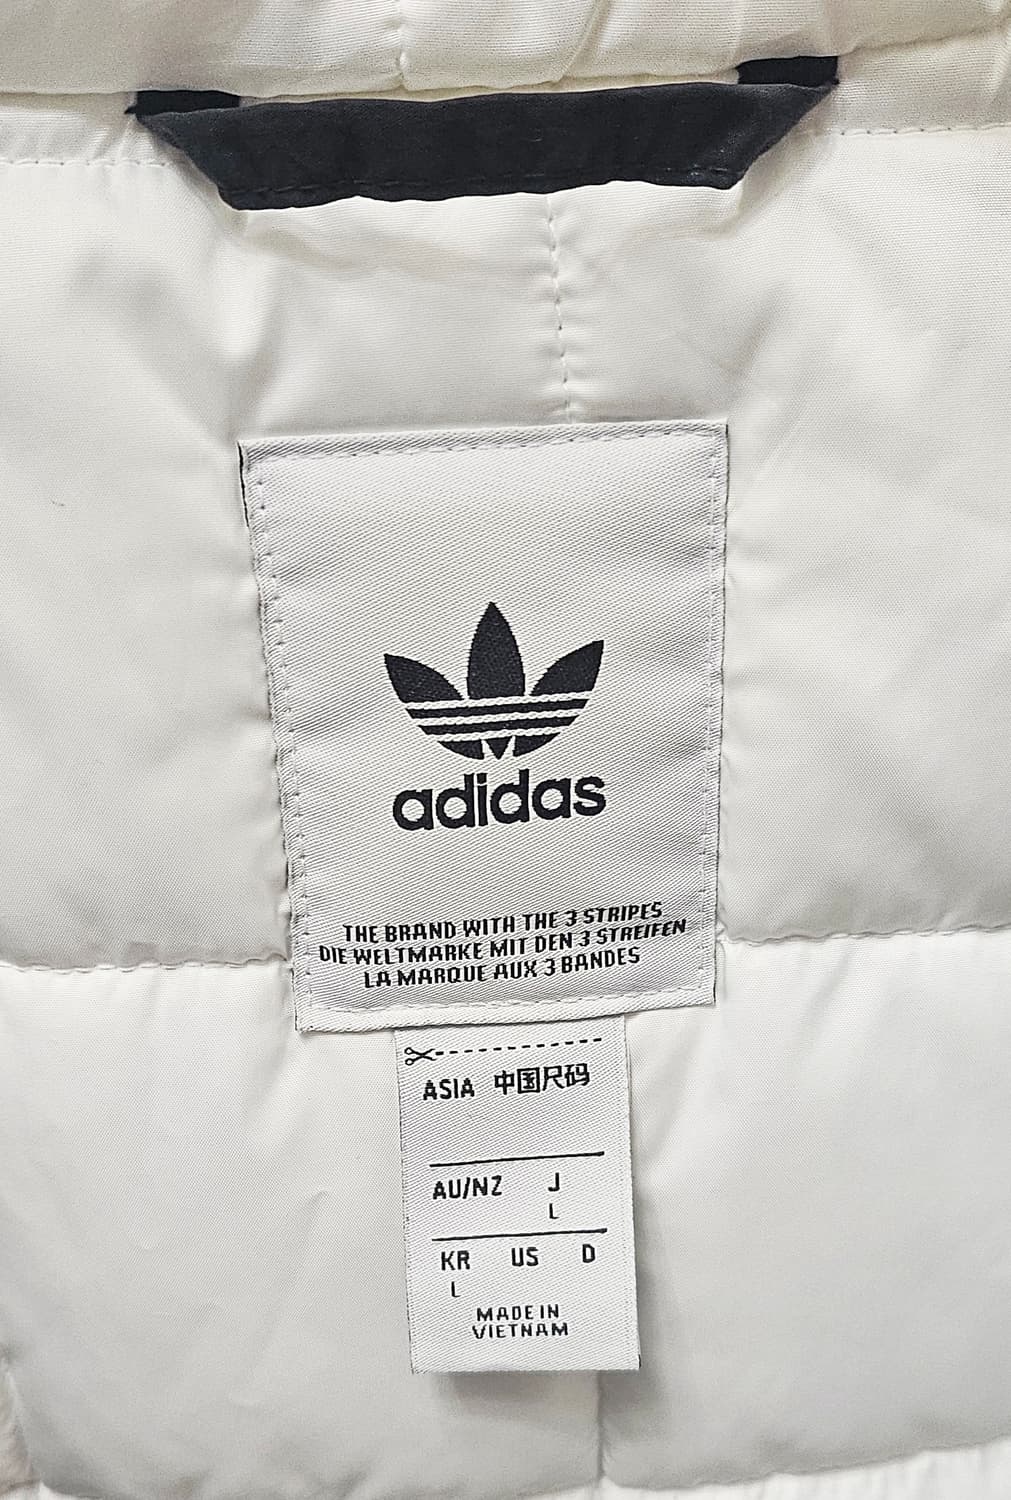 adidas
THE BRAND WITH THE 3 STRIPES
DIE WELTMARKE MIT DEN 3 STREIFEN
LA MARQUE AUX 3 BANDES
ASIA 中国尺码
AU/NZ J
L
KR US D
L
MADE IN
VIETNAM